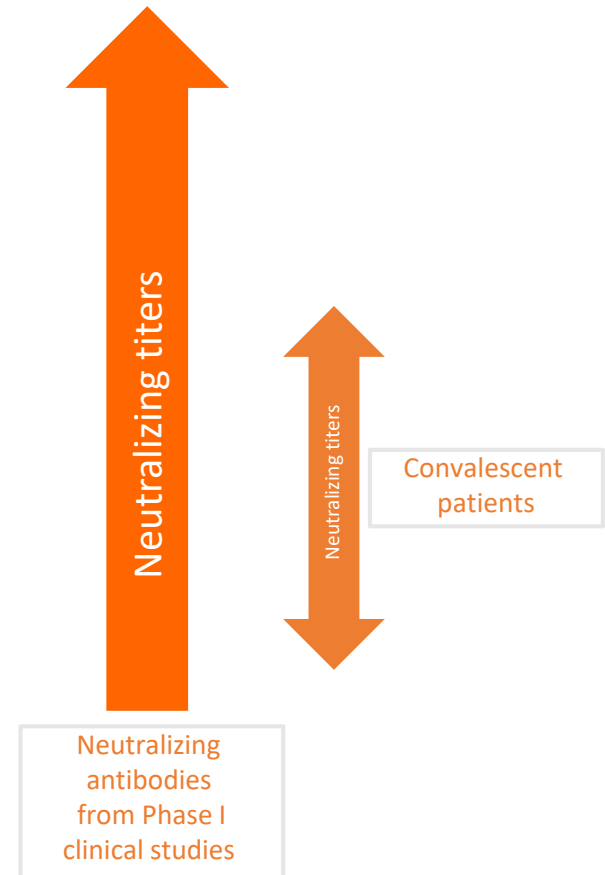 Neutralizing titers
Neutralizing titers
Convalescent
patients
Neutralizing
antibodies
from Phase I
clinical studies